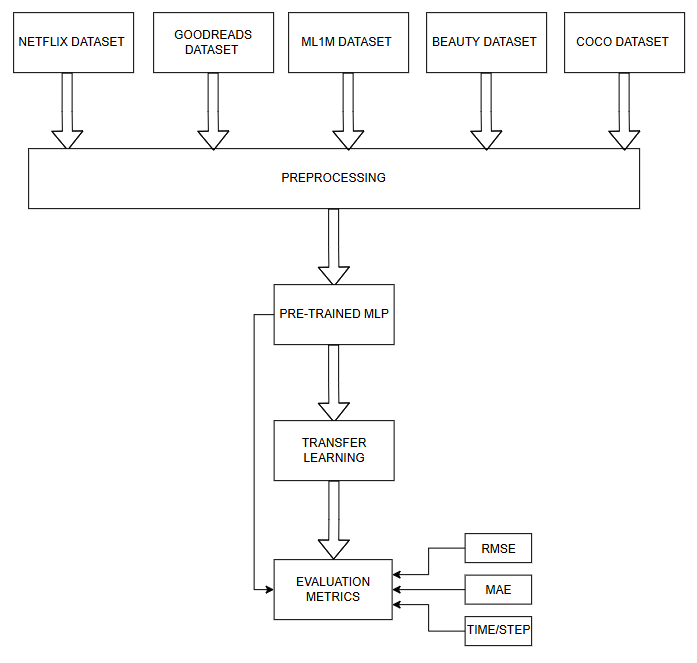 NETFLIX DATASET
GOODREADS
DATASET
ML1M DATASET
BEAUTY DATASET
COCO DATASET
PREPROCESSING
PRE-TRAINED MLP
TRANSFER
LEARNING
EVALUATION
METRICS
RMSE
MAE
TIME/STEP